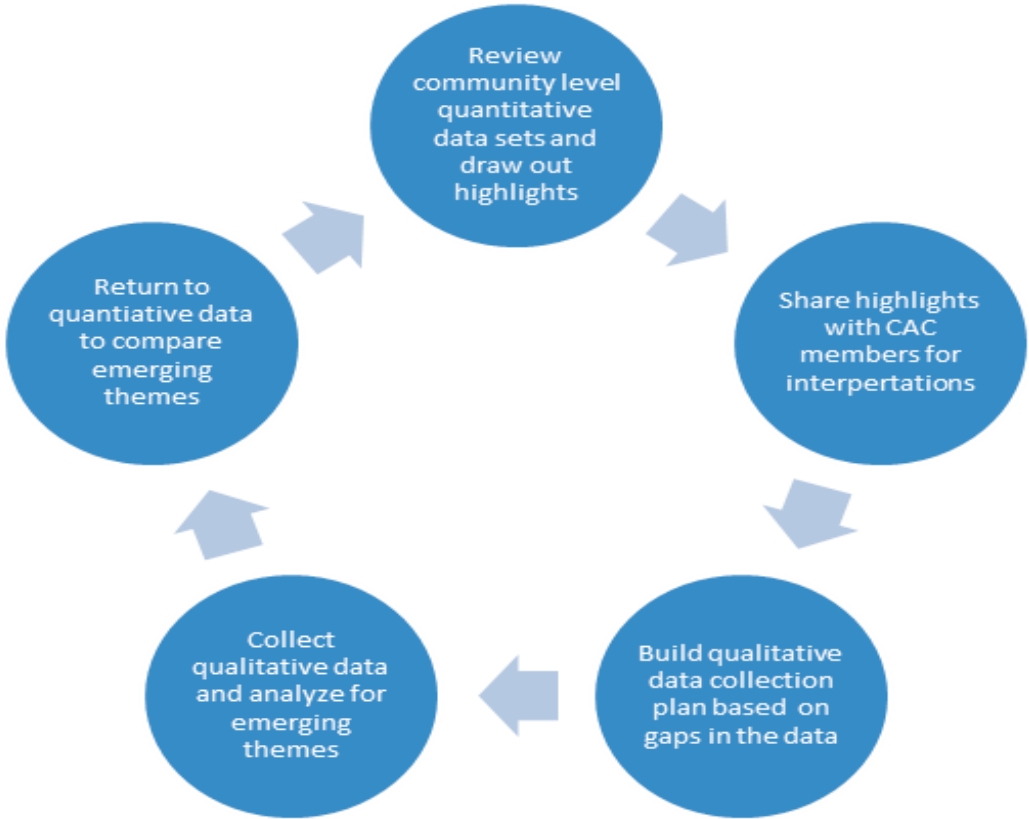 Review
community level
quantitative
data sets and
draw out
highlights
Share highlights
with CAC
members for
interpertations
Build qualitative
data collection
plan based on
gaps in the data
Collect
qualitative data
and analyze for
emerging
themes
Return to
quantiative data
to compare
emerging
themes